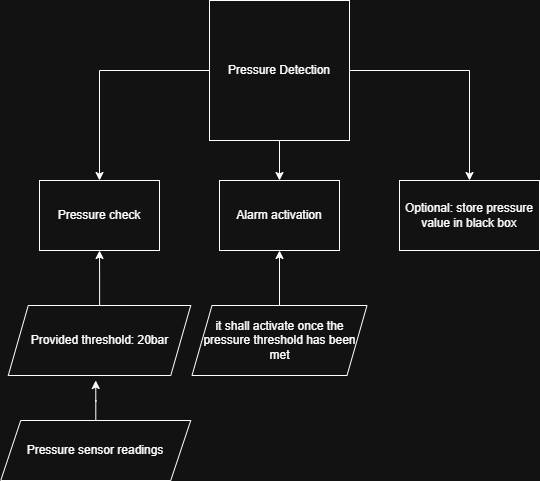 Pressure Detection
Pressure check
Alarm activation
Optional: store pressure
value in black box
Provided threshold: 20bar
it shall activate once the
pressure threshold has been
met
Pressure sensor readings